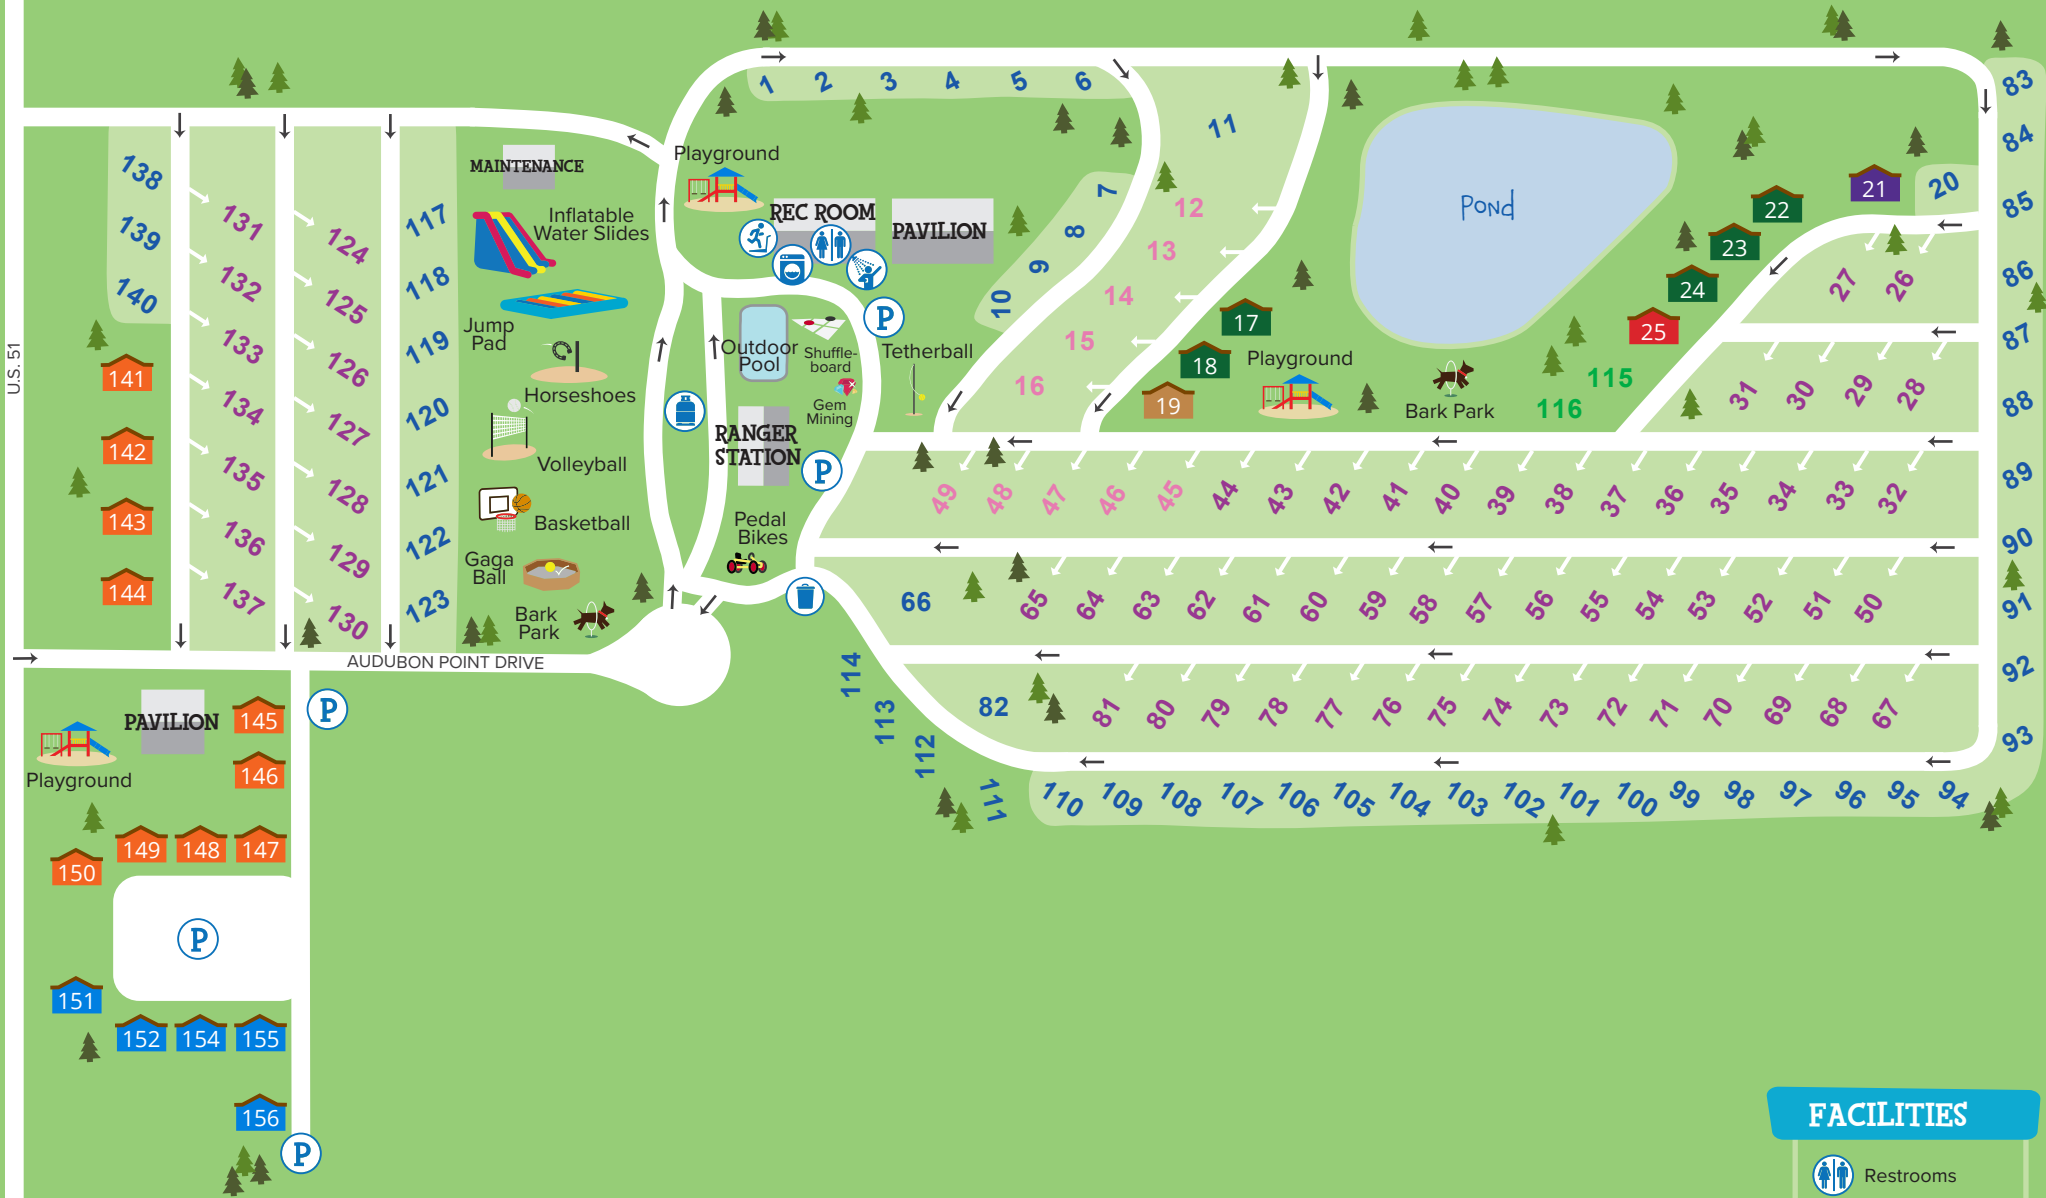 1 2 3 4 5 6
83
84
85
86
87
88
89
90
91
92
93
11
7
8
9
10
12
13
14
15
16
138
139
140
131
132
133
134
135
136
137
124
125
126
127
128
129
130
117
118
119
120
121
122
123
MAINTENANCE
Playground
Inflatable
Water Slides
REC ROOM
PAVILION
Jump
Pad
Horseshoes
Volleyball
Basketball
Gaga
Ball
Bark
Park
Outdoor
Pool
Shuffle-
board
Gem
Mining
P
Tetherball
RANGER
STATION
P
Pedal
Bikes
Pond
17
18
19
Playground
Bark Park
115
116
20
21
22
23
24
25
27 26
31 30 29 28
49 48 47 46 45 44 43 42 41 40 39 38 37 36 35 34 33 32
66 65 64 63 62 61 60 59 58 57 56 55 54 53 52 51 50
82 81 80 79 78 77 76 75 74 73 72 71 70 69 68 67
114
113
112
111
110 109 108 107 106 105 104 103 102 101 100 99 98 97 96 95 94
U.S. 51
141
142
143
144
AUDUBON POINT DRIVE
PAVILION
Playground
145
P
146
149 148 147
150
P
151
152 154 155
156
P
FACILITIES
Restrooms